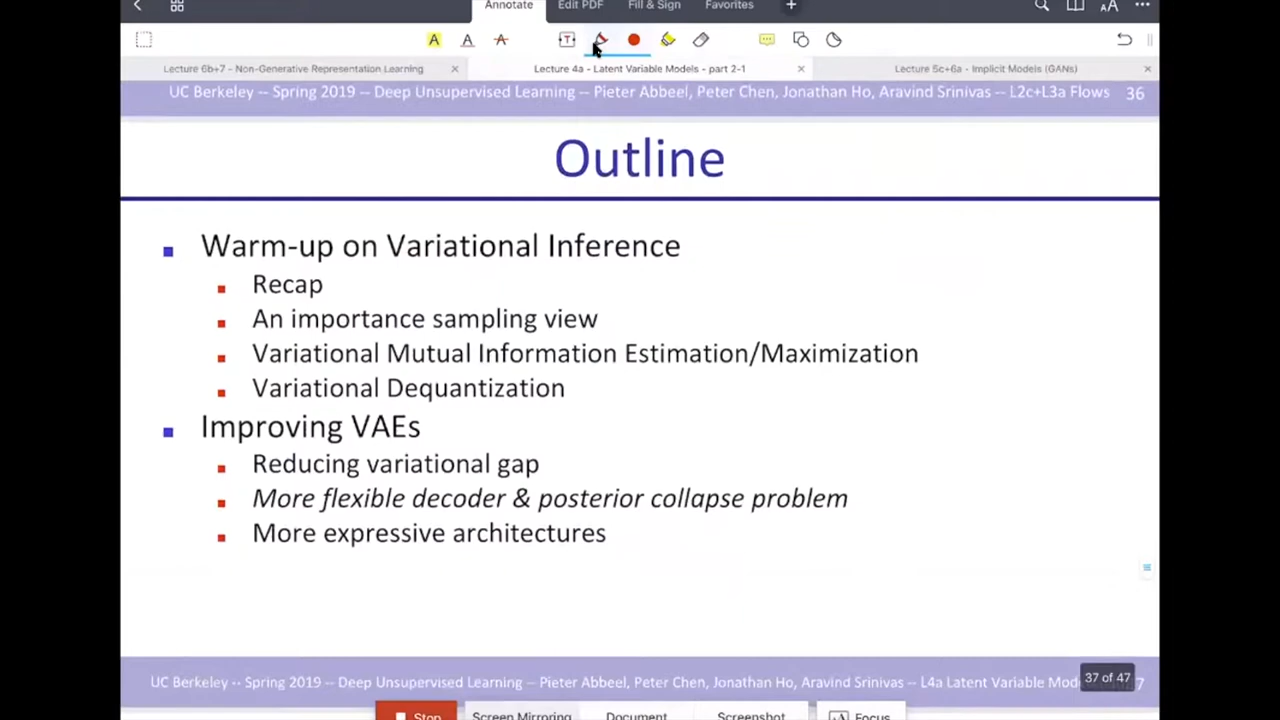 Annotate Edit PDF Fill & Sign Favorites
Lecture 6b+7 - Non-Generative Representation Learning Lecture 4a - Latent Variable Models - part 2-1 Lecture 5c+6a - Implicit Models (GANs)
UC Berkeley -- Spring 2019 -- Deep Unsupervised Learning -- Pieter Abbeel, Peter Chen, Jonathan Ho, Aravind Srinivas -- L2c+L3a Flows 36
Outline
Warm-up on Variational Inference
Recap
An importance sampling view
Variational Mutual Information Estimation/Maximization
Variational Dequantization
Improving VAEs
Reducing variational gap
More flexible decoder & posterior collapse problem
More expressive architectures
UC Berkeley -- Spring 2019 -- Deep Unsupervised Learning -- Pieter Abbeel, Peter Chen, Jonathan Ho, Aravind Srinivas -- L4a Latent Variable 7
37 of 47
Stop Screen Mirroring Document Screenshot Focus